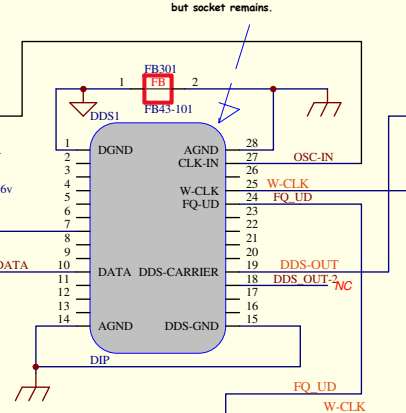 but socket remains.
FB301
1 FB 2
FB43-101
DDS1
1 DGND AGND 28
2 CLK-IN 27 OSC-IN
3 26
4 W-CLK 25 W-CLK
5 FQ-UD 24 FQ_UD
6v
6 23
7 22
8 21
9 20
DATA 10 DATA DDS-CARRIER 19 DDS-OUT
11 18 DDS_OUT-2 NC
12 17
13 16
14 AGND DDS-GND 15
DIP
FQ_UD
W-CLK